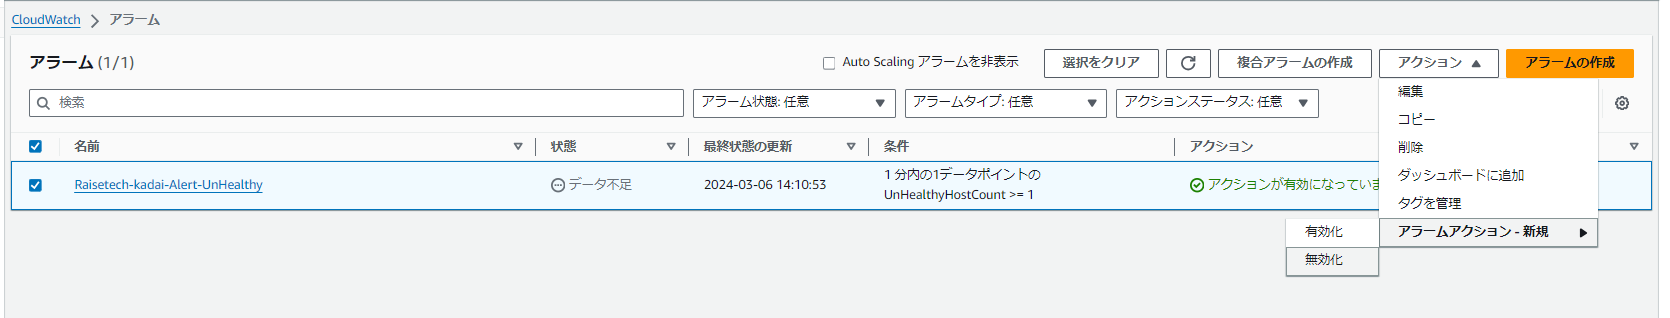 CloudWatch > アラーム
アラーム (1/1)
Auto Scaling アラームを非表示
選択をクリア
複合アラームの作成
アクション
アラームの作成
検索
アラーム状態: 任意
アラームタイプ: 任意
アクションステータス: 任意
編集
コピー
削除
ダッシュボードに追加
タグを管理
アラームアクション - 新規
有効化
無効化
名前
状態
最終状態の更新
条件
アクション
Raisetech-kadai-Alert-UnHealthy
データ不足
2024-03-06 14:10:53
1 分内の1データポイントの
UnHealthyHostCount >= 1
アクションが有効になっていま